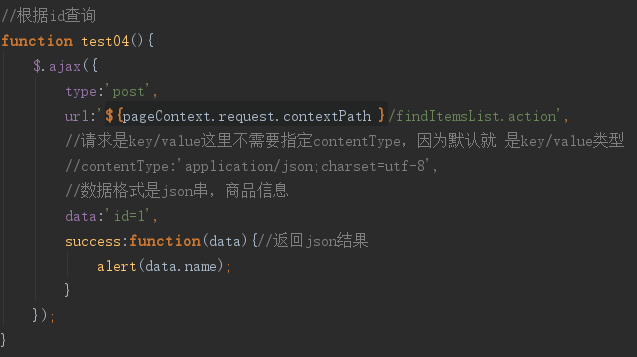 //根据id查询
function test04(){
$.ajax({
type:'post',
url:'${pageContext.request.contextPath }/findItemsList.action',
//请求是key/value这里不需要指定contentType，因为默认就 是key/value类型
//contentType:'application/json;charset=utf-8',
//数据格式是json串，商品信息
data:'id=1',
success:function(data){//返回json结果
alert(data.name);
}
});
}